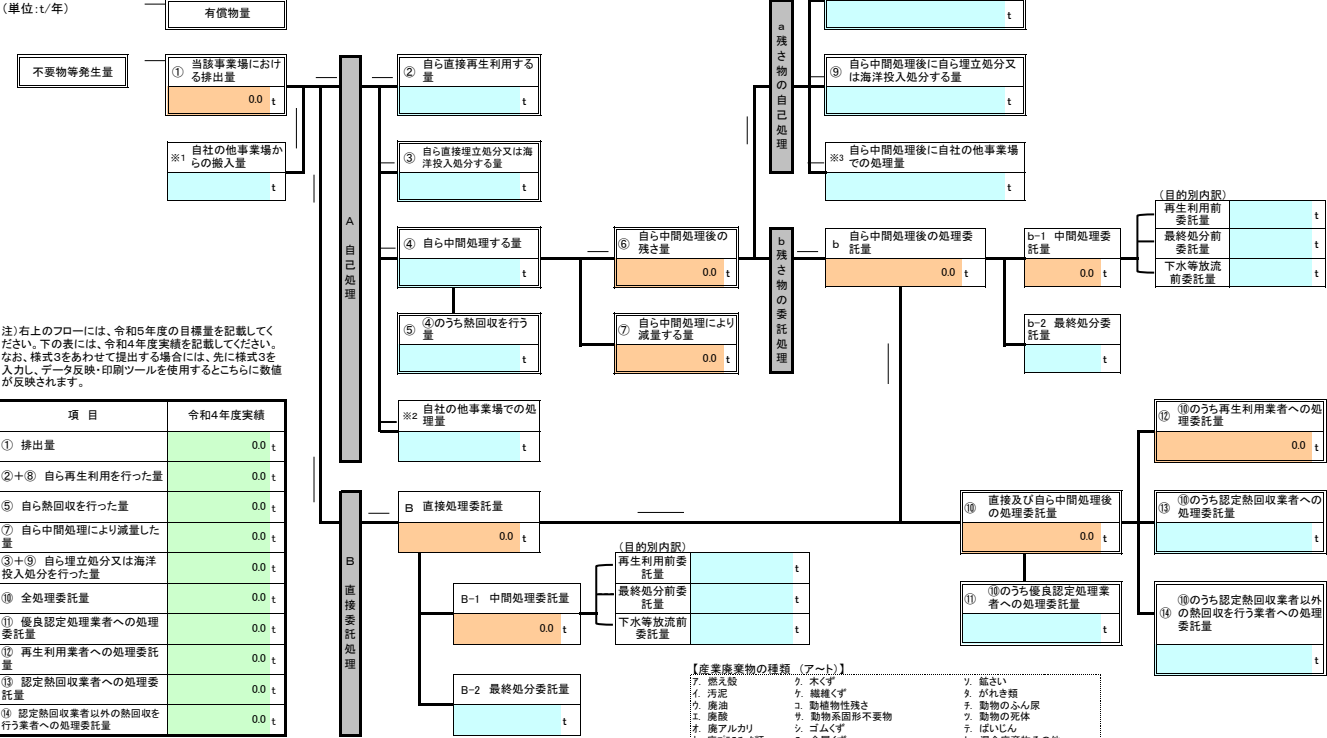 (単位:t/年)
有償物量
t
不要物等発生量
① 当該事業場におけ
る排出量
0.0 t
※1 自社の他事業場か
らの搬入量
t
A 自己処理
② 自ら直接再生利用する
量
t
③ 自ら直接埋立処分又は海
洋投入処分する量
t
④ 自ら中間処理する量
t
⑤ ④のうち熱回収を行う
量
t
※2 自社の他事業場での処
理量
t
⑥ 自ら中間処理後の
残さ量
0.0 t
⑦ 自ら中間処理により
減量する量
0.0 t
a 残さ物の自己処理
⑨ 自ら中間処理後に自ら埋立処分又
は海洋投入処分する量
t
※3 自ら中間処理後に自社の他事業場
での処理量
t
b 残さ物の委託処理
b 自ら中間処理後の処理委
託量
0.0 t
b-1 中間処理委
託量
0.0 t
(目的別内訳)
再生利用前
委託量
t
最終処分前
委託量
t
下水等放流
前委託量
t
b-2 最終処分委
託量
t
注)右上のフローには、令和5年度の目標量を記載してく
ださい。下の表には、令和4年度実績を記載してください。
なお、様式3をあわせて提出する場合には、先に様式3を
入力し、データ反映・印刷ツールを使用するとこちらに数値
が反映されます。
項 目 令和4年度実績
① 排出量 0.0 t
②+⑧ 自ら再生利用を行った量 0.0 t
⑤ 自ら熱回収を行った量 0.0 t
⑦ 自ら中間処理により減量した
量 0.0 t
③+⑨ 自ら埋立処分又は海洋
投入処分を行った量 0.0 t
⑩ 全処理委託量 0.0 t
⑪ 優良認定処理業者への処理
委託量 0.0 t
⑫ 再生利用業者への処理委託
量 0.0 t
⑬ 認定熱回収業者への処理委
託量 0.0 t
⑭ 認定熱回収業者以外の熱回収を
行う業者への処理委託量 0.0 t
B 直接委託処理
B 直接処理委託量
0.0 t
B-1 中間処理委託量
0.0 t
(目的別内訳)
再生利用前委
託量
t
最終処分前委
託量
t
下水等放流前
委託量
t
B-2 最終処分委託量
t
⑩ 直接及び自ら中間処理後
の処理委託量
0.0 t
⑪ ⑩のうち優良認定処理業
者への処理委託量
t
⑫ ⑩のうち再生利用業者への処
理委託量
0.0 t
⑬ ⑩のうち認定熱回収業者への
処理委託量
t
⑭ ⑩のうち認定熱回収業者以外
の熱回収を行う業者への処理
委託量
t
【産業廃棄物の種類 (ア~ト)】
ア. 燃え殻 ク. 木くず ソ. 鉱さい
イ. 汚泥 ケ. 繊維くず タ. がれき類
ウ. 廃油 コ. 動植物性残さ チ. 動物のふん尿
エ. 廃酸 サ. 動物系固形不要物 ツ. 動物の死体
オ. 廃アルカリ シ. ゴムくず テ. ばいじん